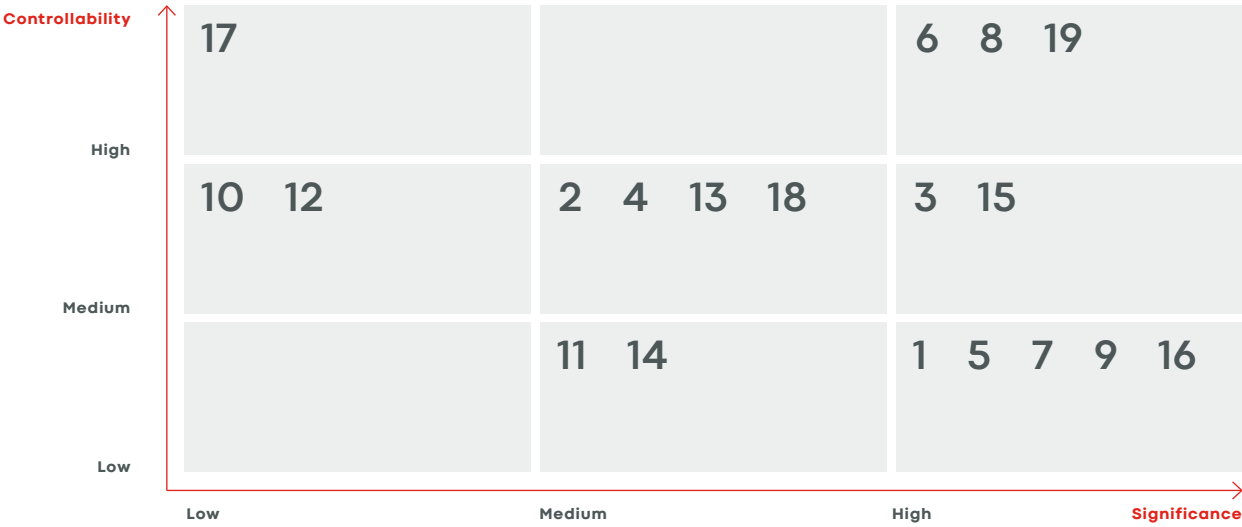 Controllability
17
6 8 19
High
10 12
2 4 13 18
3 15
Medium
11 14
1 5 7 9 16
Low
Low
Medium
High
Significance